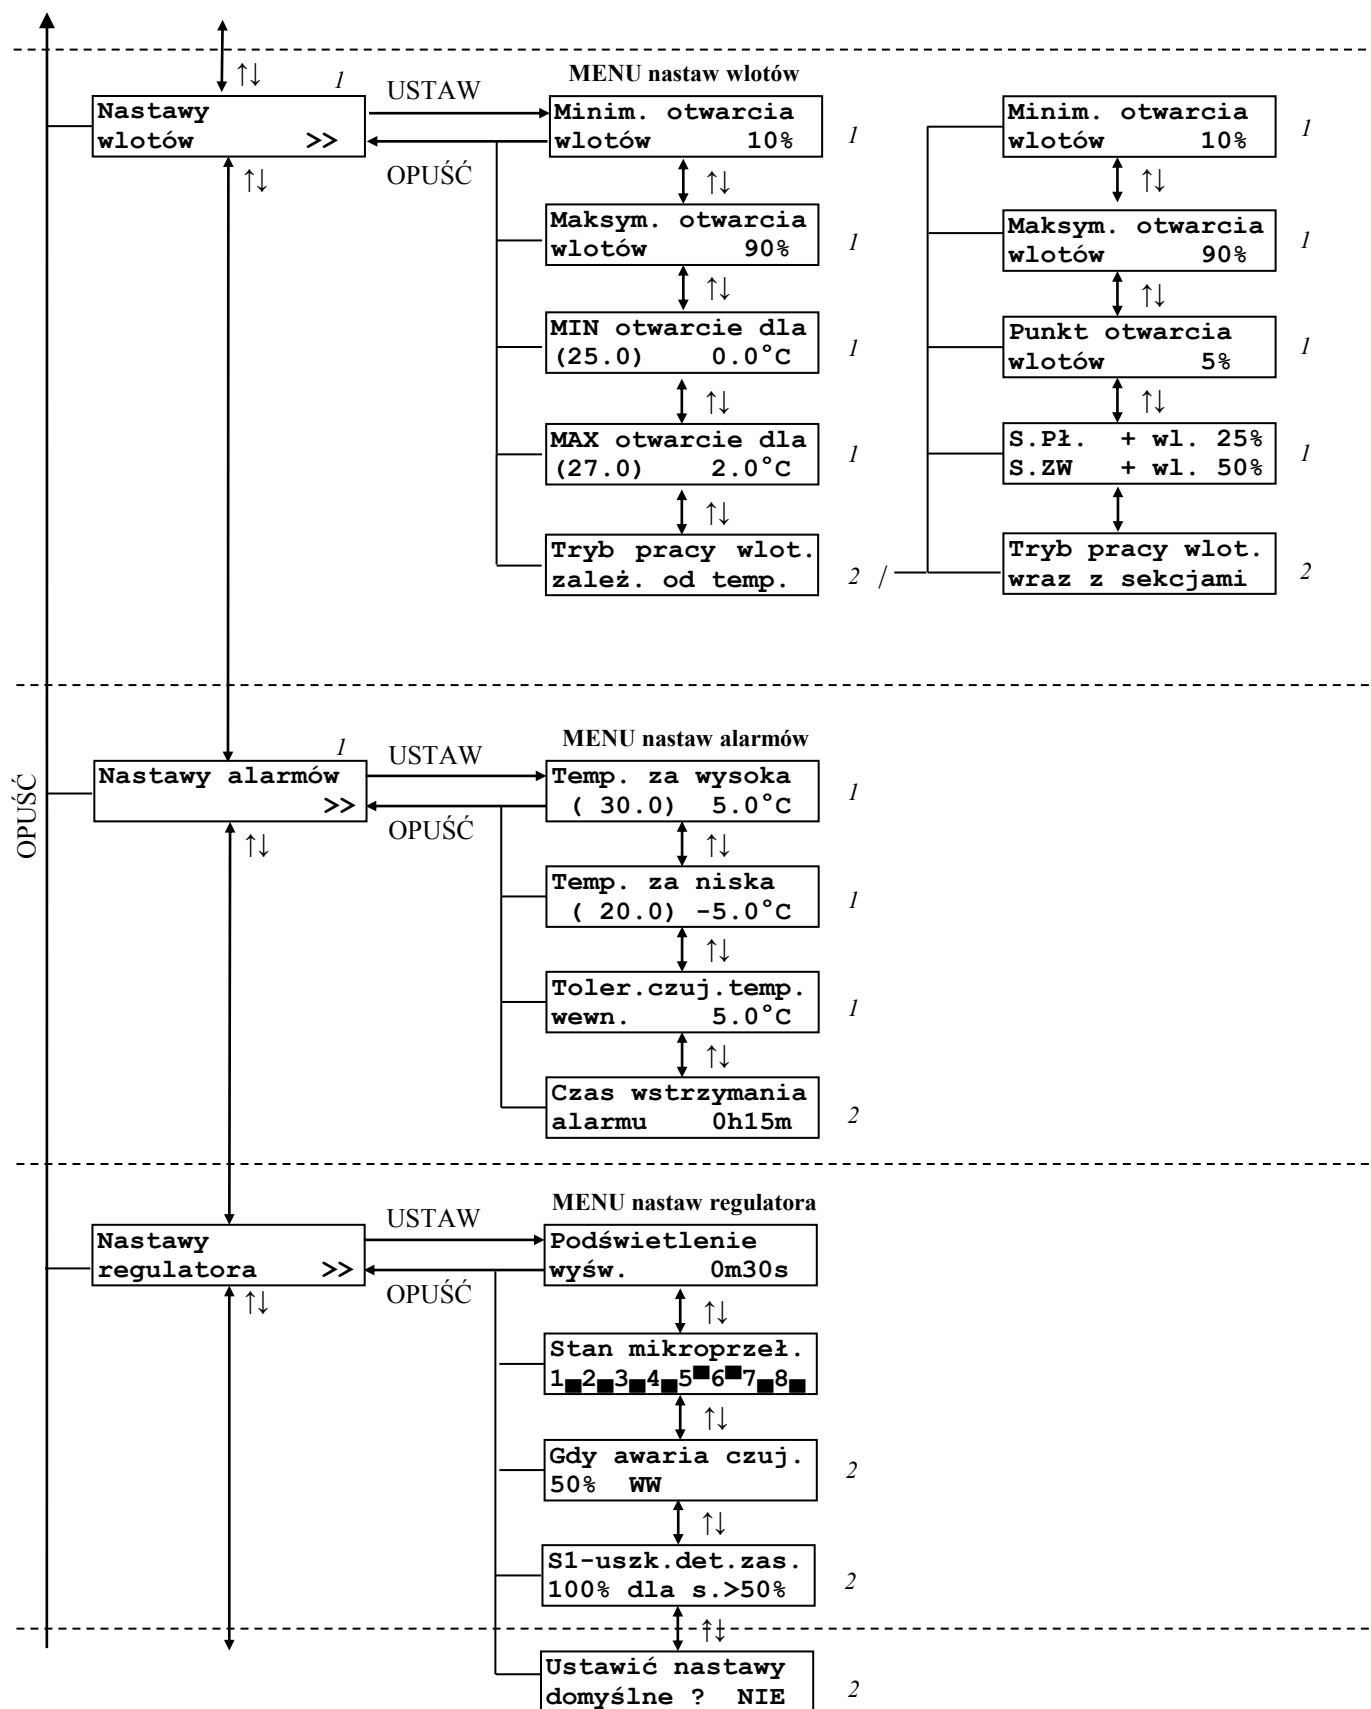 ↑↓
1
Nastawy
wlotów >>
USTAW
OPUŚĆ
↑↓
MENU nastaw wlotów
Minim. otwarcia
wlotów 10%
1
↑↓
Maksym. otwarcia
wlotów 90%
1
↑↓
MIN otwarcie dla
(25.0) 0.0°C
1
↑↓
MAX otwarcie dla
(27.0) 2.0°C
1
↑↓
Tryb pracy wlot.
zależ. od temp.
2 /
Minim. otwarcia
wlotów 10%
1
↑↓
Maksym. otwarcia
wlotów 90%
1
↑↓
Punkt otwarcia
wlotów 5%
1
↑↓
S.Pł. + wl. 25%
S.ZW + wl. 50%
1
Tryb pracy wlot.
wraz z sekcjami
2
OPUŚĆ
1
Nastawy alarmów
>>
USTAW
OPUŚĆ
↑↓
MENU nastaw alarmów
Temp. za wysoka
( 30.0) 5.0°C
1
↑↓
Temp. za niska
( 20.0) -5.0°C
1
↑↓
Toler.czuj.temp.
wewn. 5.0°C
1
↑↓
Czas wstrzymania
alarmu 0h15m
2
Nastawy
regulatora >>
USTAW
OPUŚĆ
↑↓
MENU nastaw regulatora
Podświetlenie
wyśw. 0m30s
↑↓
Stan mikroprzeł.
1▄2▄3▄4▄5▀6▀7▄8▄
↑↓
Gdy awaria czuj.
50% WW
2
↑↓
S1-uszk.det.zas.
100% dla s.>50%
2
↑↓
Ustawić nastawy
domyślne ? NIE
2